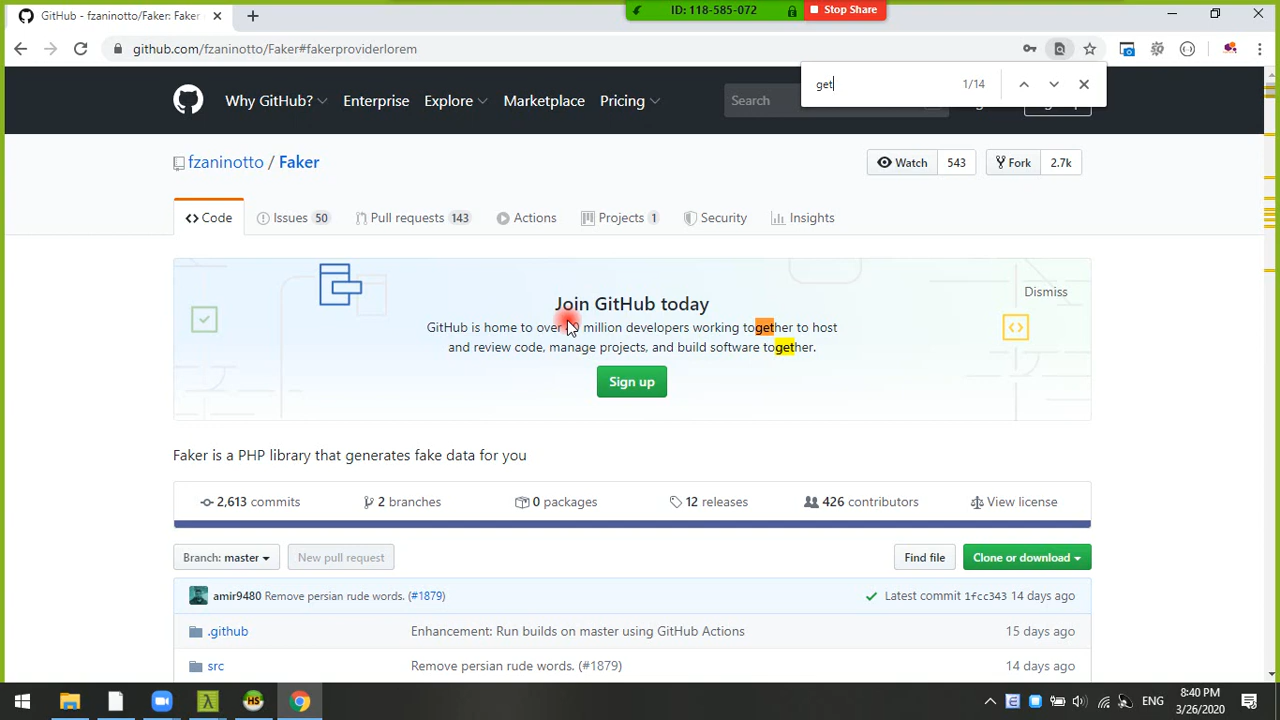 GitHub - fzaninotto/Faker: Faker
ID: 118-585-072
Stop Share
github.com/fzaninotto/Faker#fakerproviderlorem
get 1/14
Why GitHub? Enterprise Explore Marketplace Pricing Search
fzaninotto / Faker
Watch 543 Fork 2.7k
Code Issues 50 Pull requests 143 Actions Projects 1 Security Insights
Join GitHub today
Dismiss
GitHub is home to over 0 million developers working together to host
and review code, manage projects, and build software together.
Sign up
Faker is a PHP library that generates fake data for you
2,613 commits 2 branches 0 packages 12 releases 426 contributors View license
Branch: master New pull request Find file Clone or download
amir9480 Remove persian rude words. (#1879) Latest commit 1fcc343 14 days ago
.github Enhancement: Run builds on master using GitHub Actions 15 days ago
src Remove persian rude words. (#1879) 14 days ago
HS
ENG
8:40 PM
3/26/2020